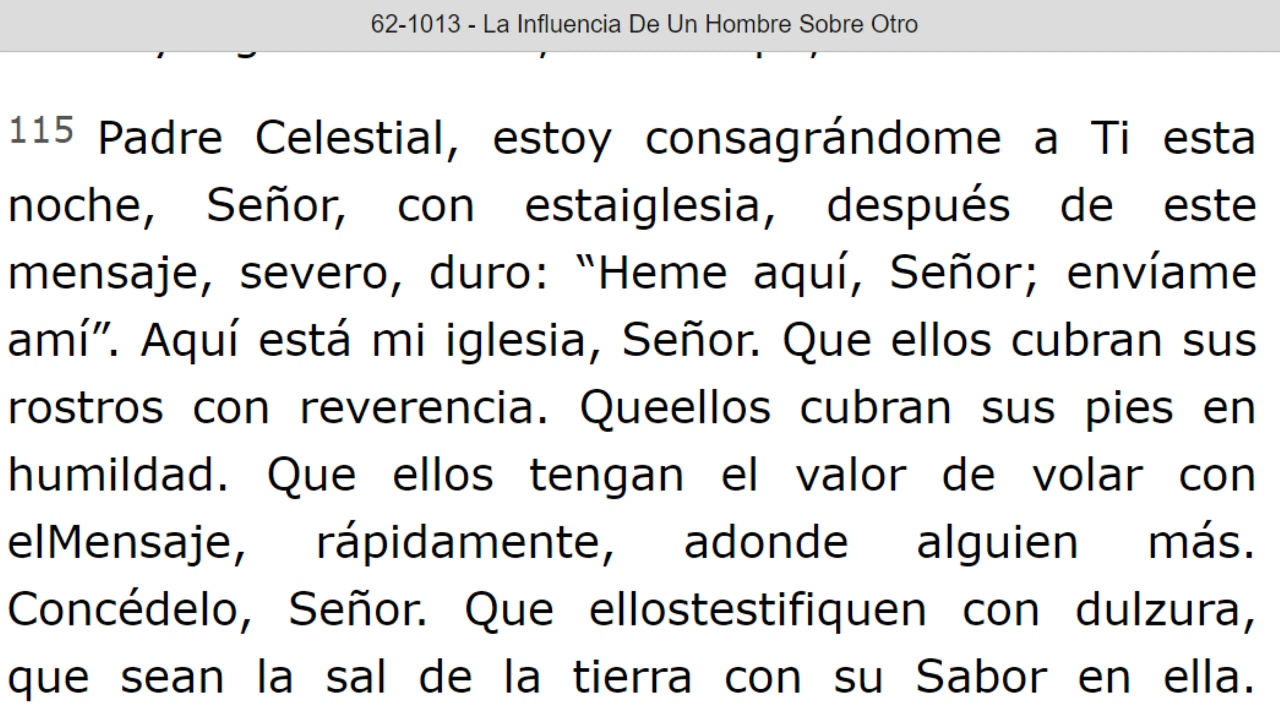 62-1013 - La Influencia De Un Hombre Sobre Otro
115 Padre Celestial, estoy consagrándome a Ti esta
noche, Señor, con estaiglesia, después de este
mensaje, severo, duro: “Heme aquí, Señor; envíame
amí”. Aquí está mi iglesia, Señor. Que ellos cubran sus
rostros con reverencia. Queellos cubran sus pies en
humildad. Que ellos tengan el valor de volar con
elMensaje, rápidamente, adonde alguien más.
Concédelo, Señor. Que ellostestifiquen con dulzura,
que sean la sal de la tierra con su Sabor en ella.